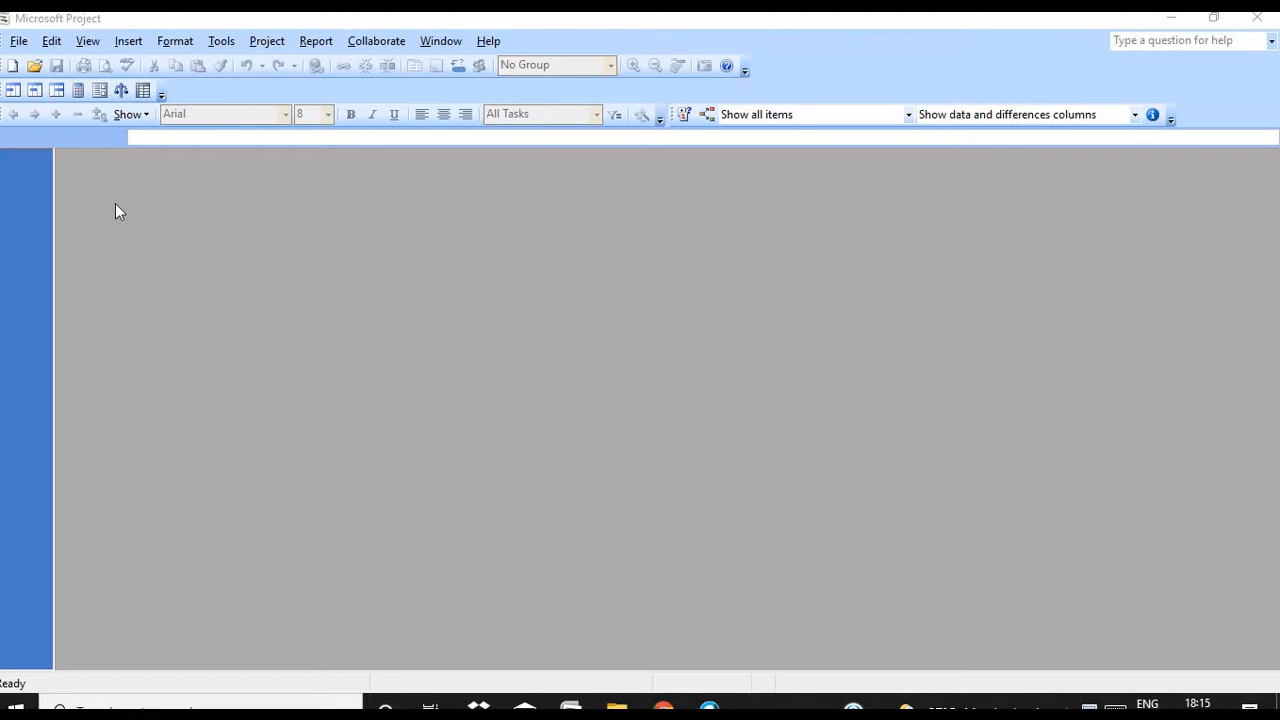 Microsoft Project
File Edit View Insert Format Tools Project Report Collaborate Window Help Type a question for help
No Group
Show Arial 8 B I U All Tasks Show all items Show data and differences columns
Ready
ENG 18:15